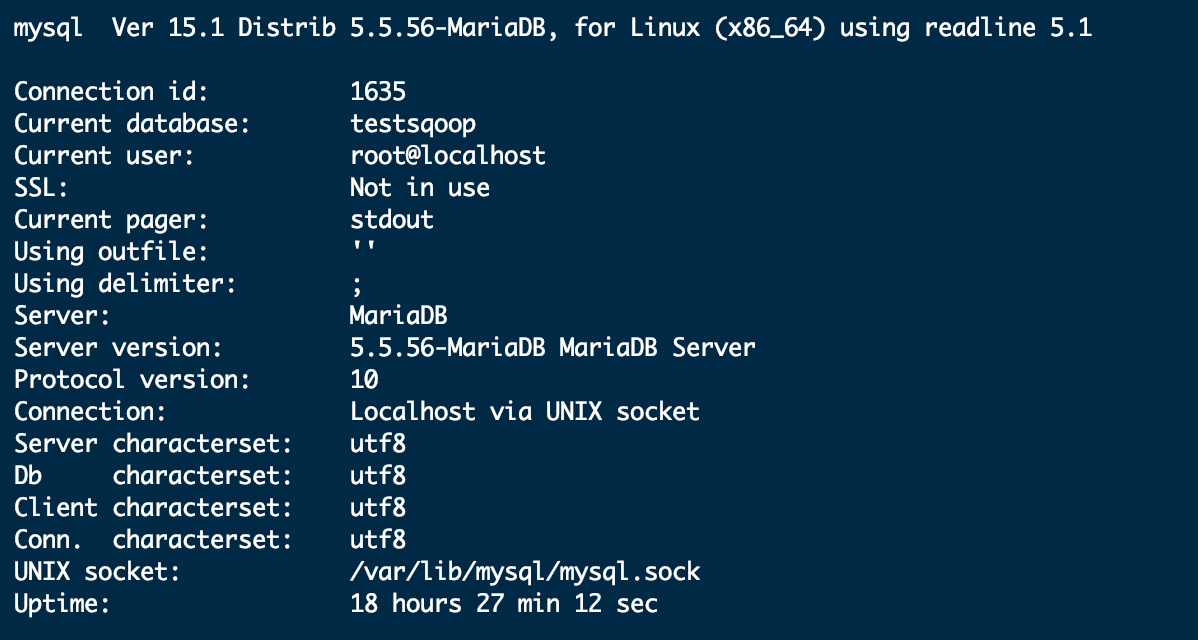 mysql  Ver 15.1 Distrib 5.5.56-MariaDB, for Linux (x86_64) using readline 5.1
Connection id:          1635
Current database:       testsqoop
Current user:           root@localhost
SSL:                    Not in use
Current pager:          stdout
Using outfile:          ''
Using delimiter:        ;
Server:                 MariaDB
Server version:         5.5.56-MariaDB MariaDB Server
Protocol version:       10
Connection:             Localhost via UNIX socket
Server characterset:    utf8
Db     characterset:    utf8
Client characterset:    utf8
Conn.  characterset:    utf8
UNIX socket:            /var/lib/mysql/mysql.sock
Uptime:                 18 hours 27 min 12 sec